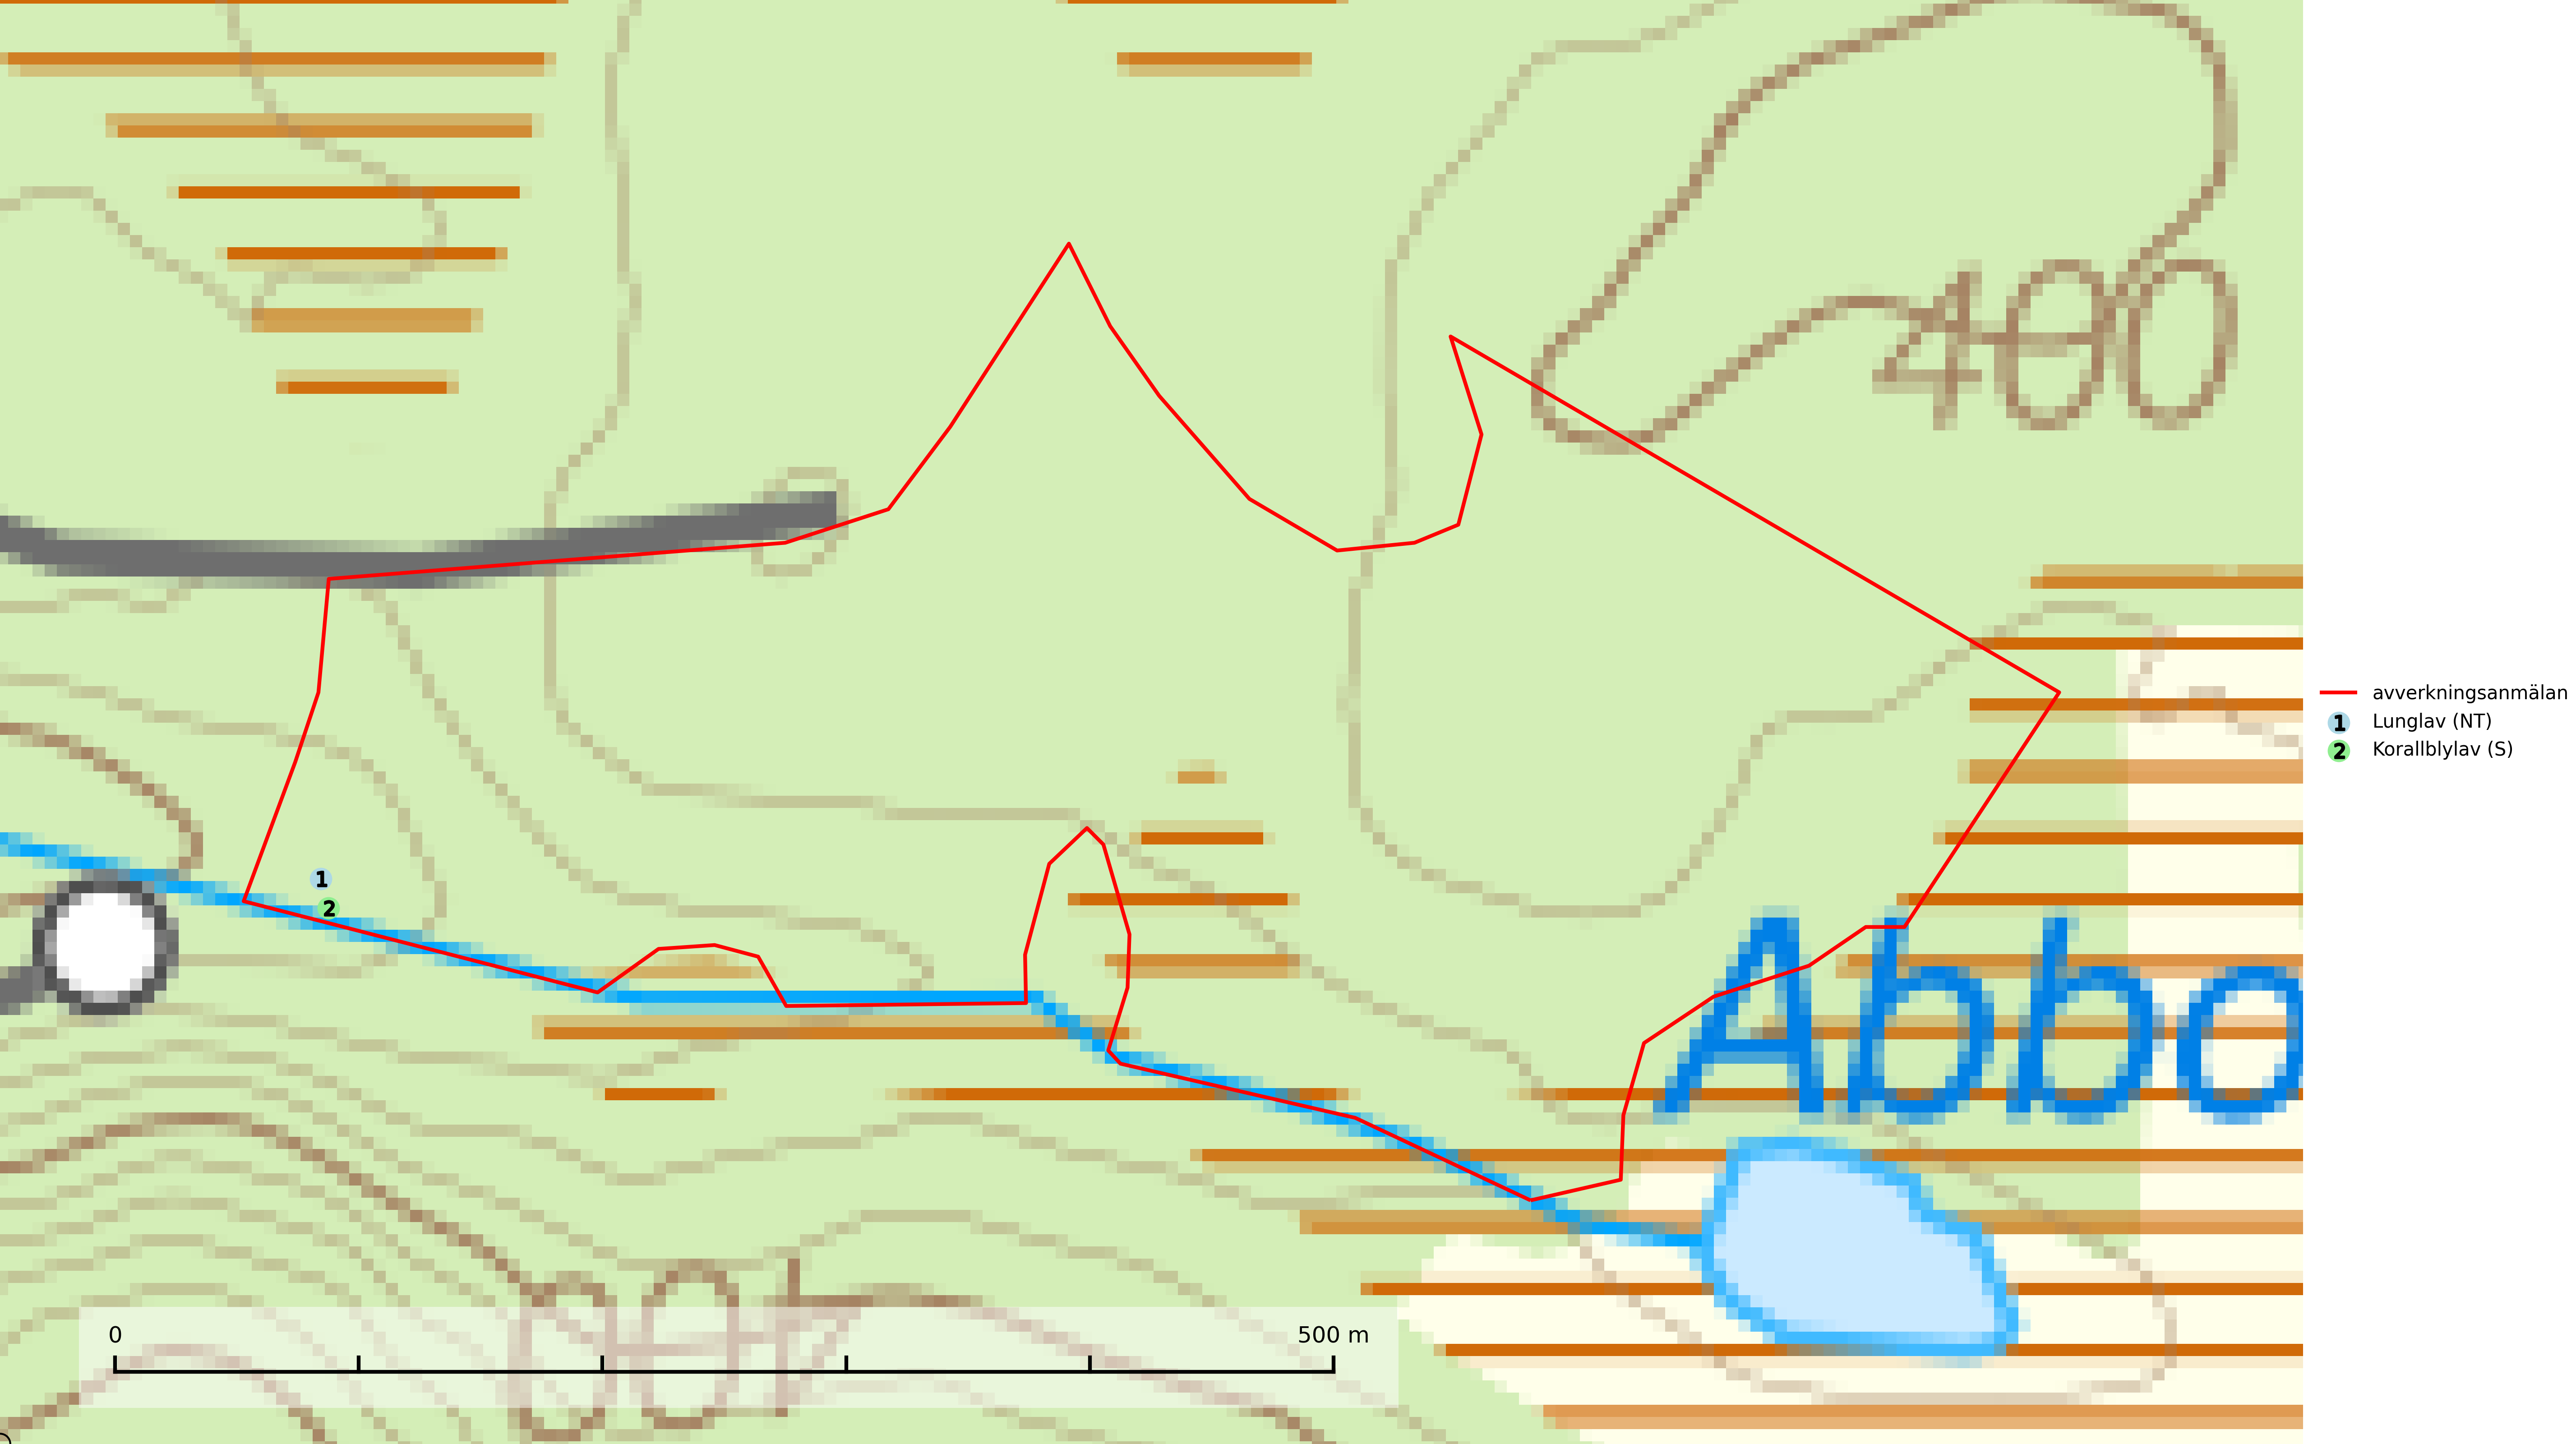 400
avverkningsanmälan
1 Lunglav (NT)
2 Korallblylav (S)
1
2
Abbo
0 500 m